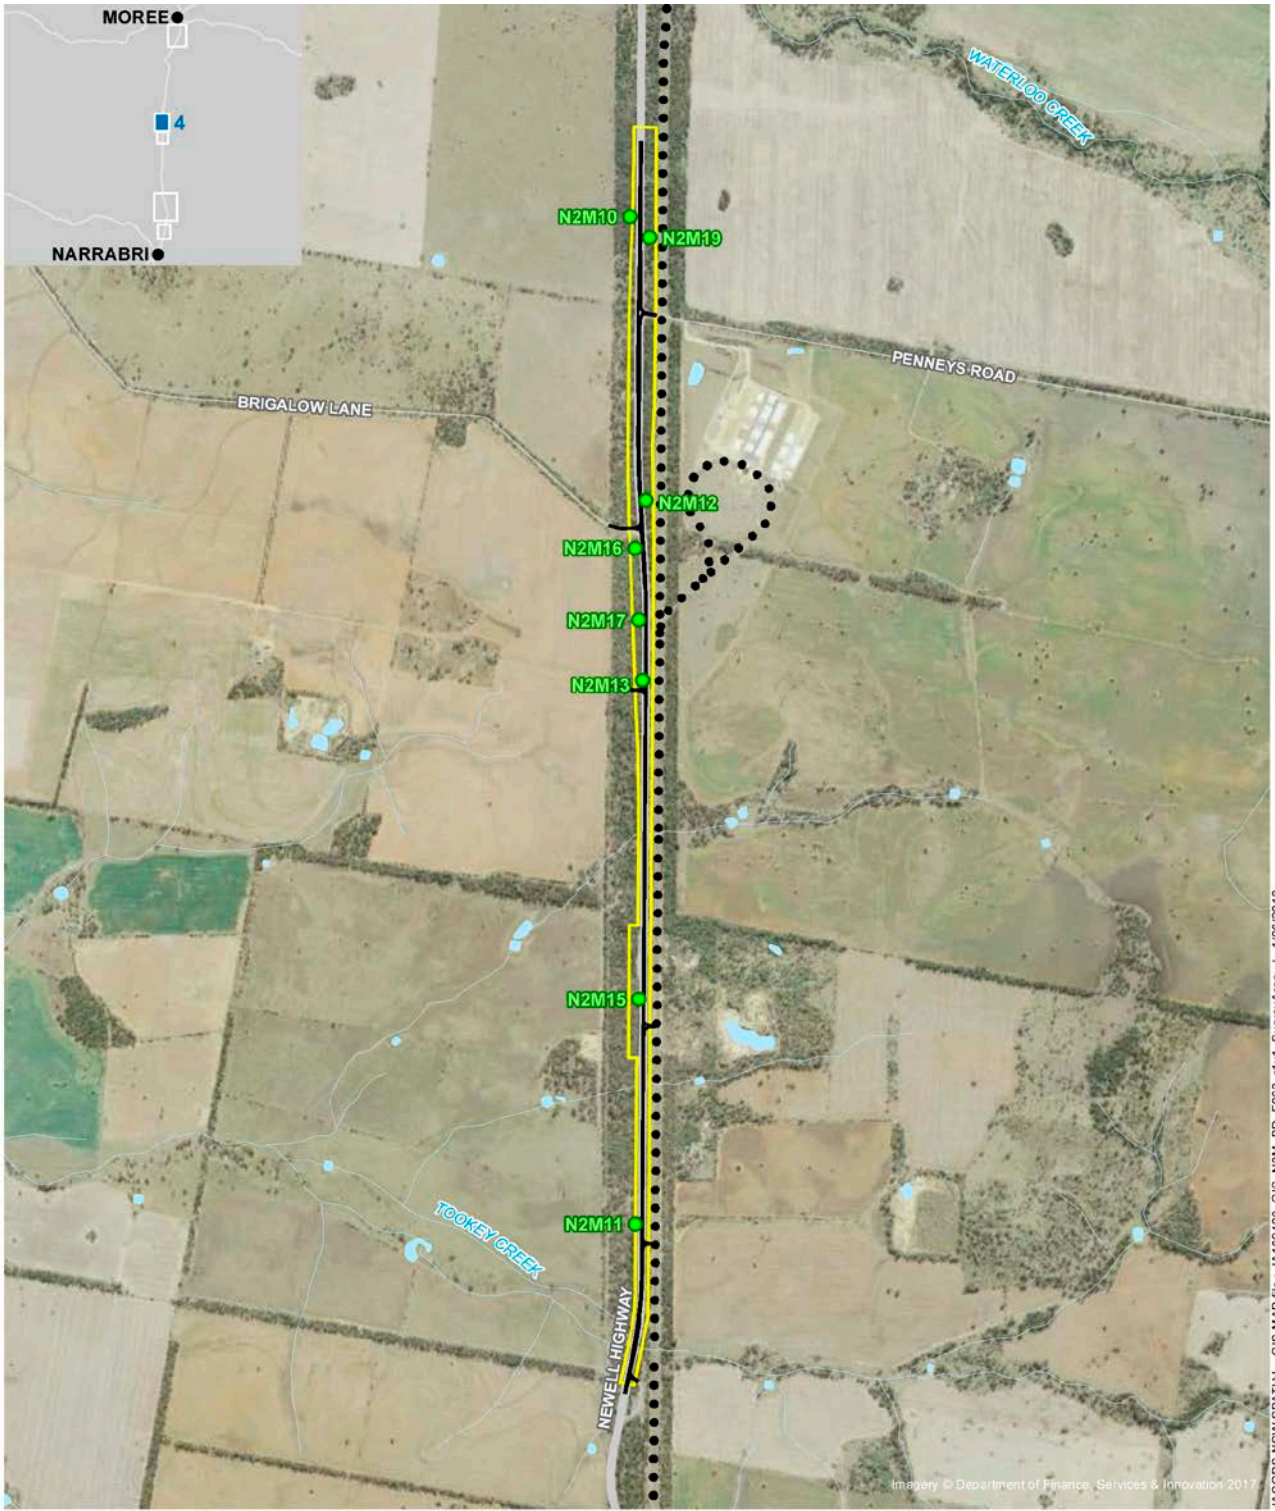 MOREE
4
NARRABRI
WATERLOO CREEK
N2M10
N2M19
PENNEYS ROAD
BRIGALOW LANE
N2M12
N2M16
N2M17
N2M13
N2M15
N2M11
TOOKEY CREEK
NEWELL HIGHWAY
Imagery © Department of Finance, Services & Innovation 2017